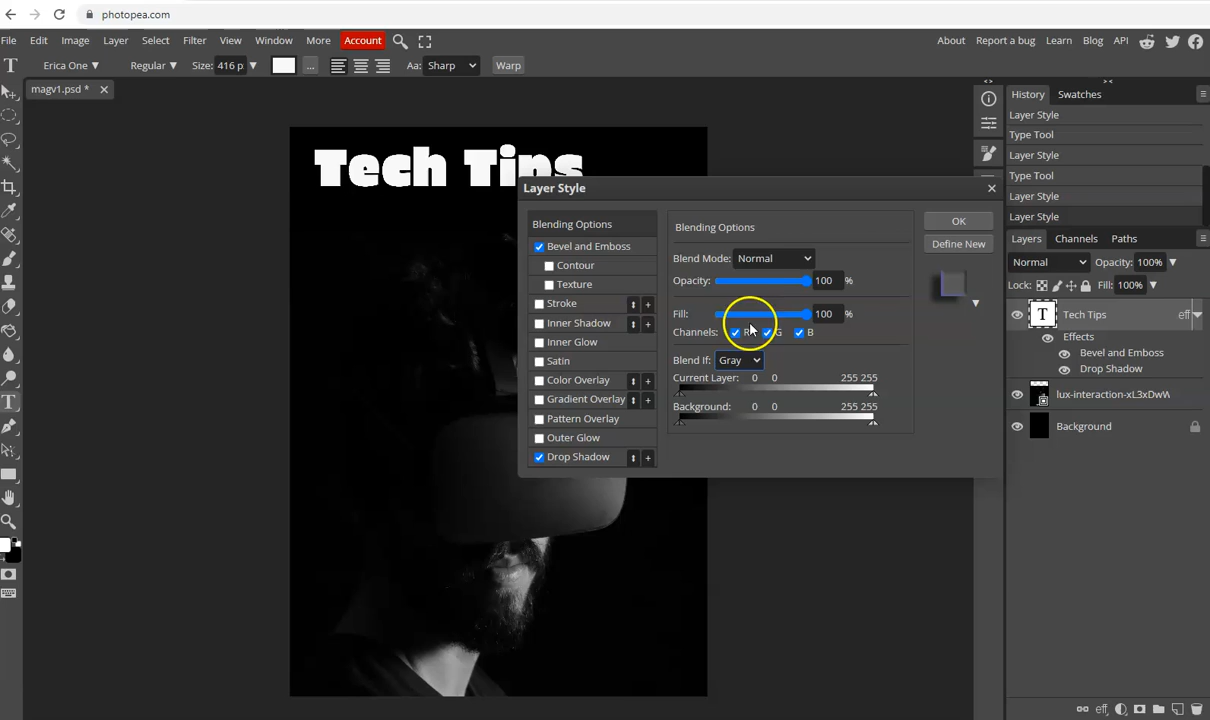 photopea.com
File Edit Image Layer Select Filter View Window More Account About Report a bug Learn Blog API
T Erica One Regular Size: 416 p ... Aa: Sharp Warp
magv1.psd *
Tech Tips
Layer Style
Blending Options
Bevel and Emboss
Contour
Texture
Stroke
Inner Shadow
Inner Glow
Satin
Color Overlay
Gradient Overlay
Pattern Overlay
Outer Glow
Drop Shadow
Blending Options
Blend Mode: Normal
Opacity: 100 %
Fill: 100 %
Channels: R G B
Blend If: Gray
Current Layer: 0 0 255 255
Background: 0 0 255 255
OK
Define New
History Swatches
Layer Style
Type Tool
Layer Style
Type Tool
Layer Style
Layer Style
Layers Channels Paths
Normal Opacity: 100%
Lock: Fill: 100%
T Tech Tips eff
Effects
Bevel and Emboss
Drop Shadow
lux-interaction-xL3xDwW
Background
eff